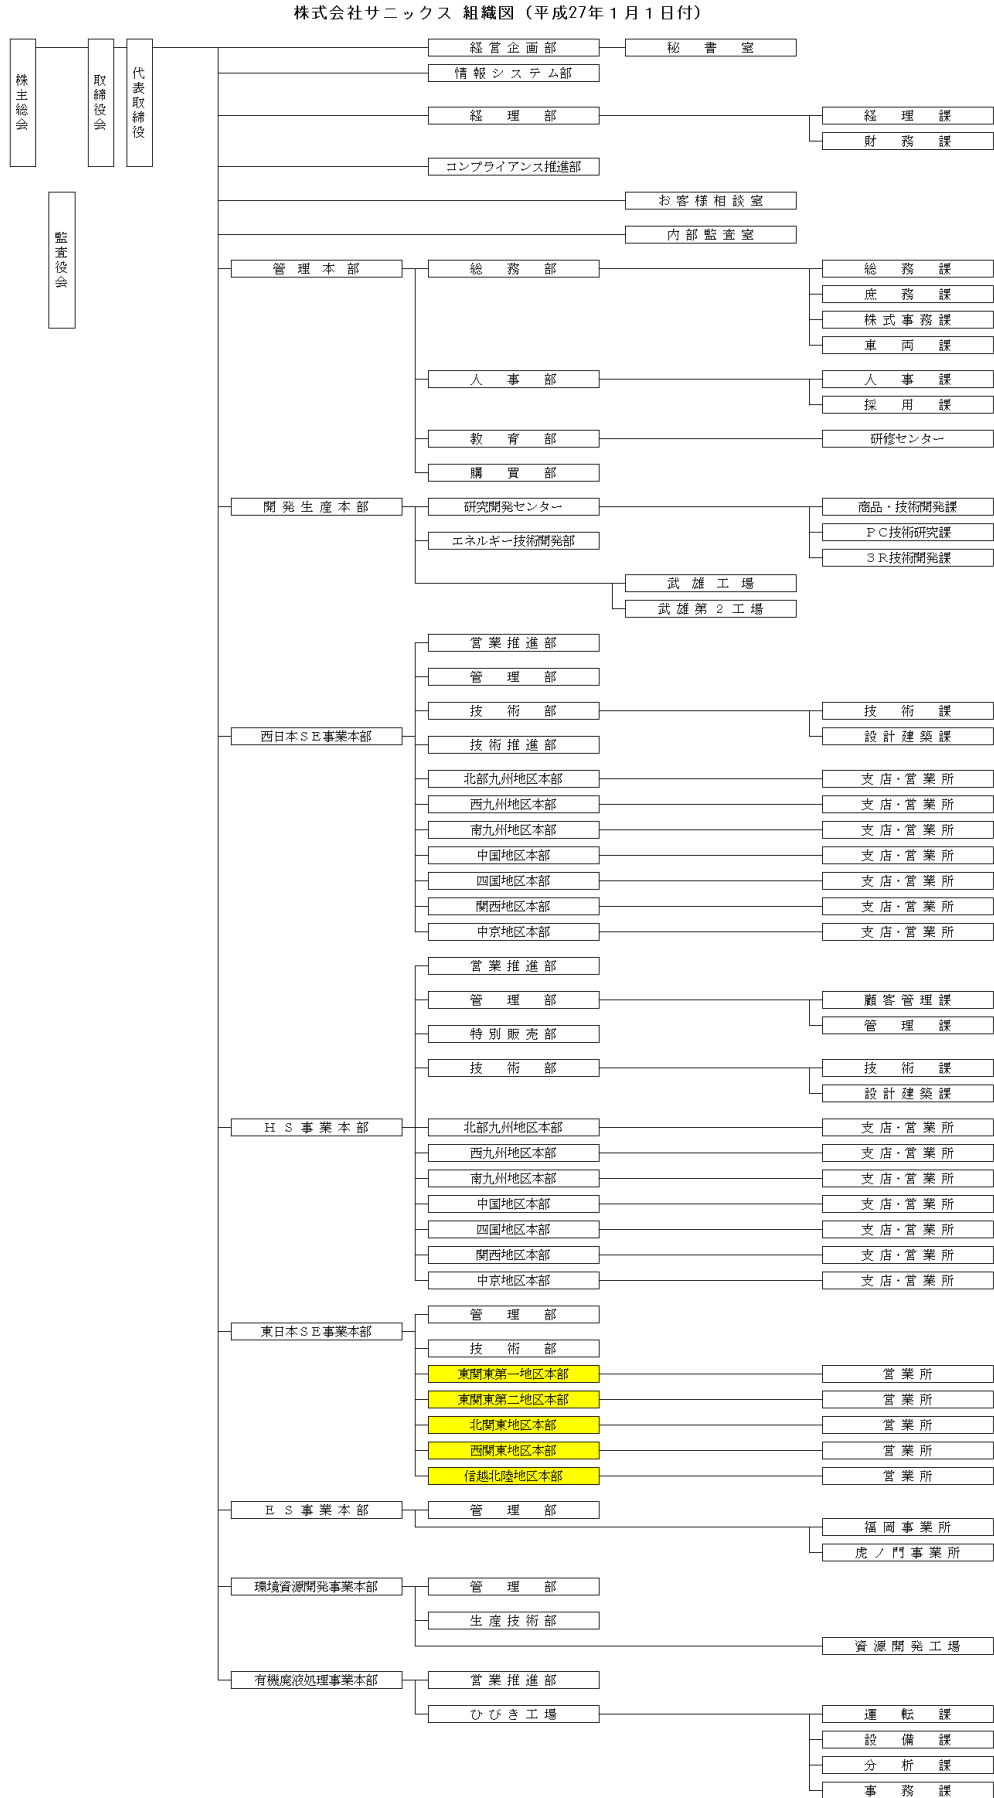 株式会社サニックス 組織図（平成27年１月１日付）
株主総会
取締役会
代表取締役
監査役会
経営企画部 秘書室
情報システム部
経理部 経理課
財務課
コンプライアンス推進部
お客様相談室
内部監査室
管理本部 総務部 総務課
庶務課
株式事務課
車両課
人事部 人事課
採用課
教育部 研修センター
購買部
開発生産本部 研究開発センター 商品・技術開発課
ＰＣ技術研究課
エネルギー技術開発部
３Ｒ技術開発課
武雄工場
武雄第２工場
営業推進部
管理部
技術部 技術課
西日本ＳＥ事業本部 設計建築課
技術推進部
北部九州地区本部 支店・営業所
西九州地区本部 支店・営業所
南九州地区本部 支店・営業所
中国地区本部 支店・営業所
四国地区本部 支店・営業所
関西地区本部 支店・営業所
中京地区本部 支店・営業所
営業推進部
管理部 顧客管理課
管理課
特別販売部
技術部 技術課
設計建築課
ＨＳ事業本部 北部九州地区本部 支店・営業所
西九州地区本部 支店・営業所
南九州地区本部 支店・営業所
中国地区本部 支店・営業所
四国地区本部 支店・営業所
関西地区本部 支店・営業所
中京地区本部 支店・営業所
管理部
東日本ＳＥ事業本部
技術部
東関東第一地区本部 営業所
東関東第二地区本部 営業所
北関東地区本部 営業所
西関東地区本部 営業所
信越北陸地区本部 営業所
ＥＳ事業本部 管理部
福岡事業所
虎ノ門事業所
環境資源開発事業本部 管理部
生産技術部
資源開発工場
有機廃液処理事業本部 営業推進部
ひびき工場 運転課
設備課
分析課
事務課